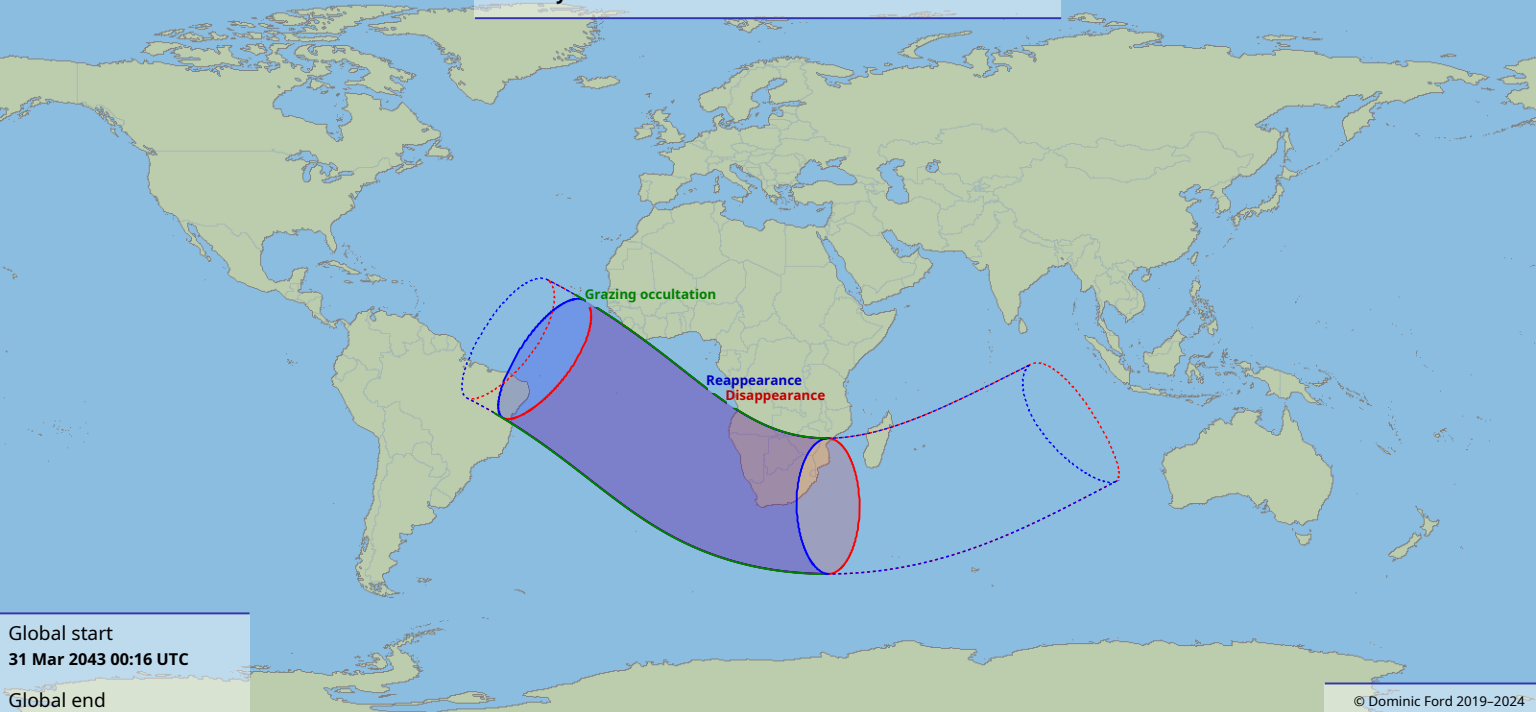 Grazing occultation
Reappearance
Disappearance
Global start
31 Mar 2043 00:16 UTC
Global end
© Dominic Ford 2019–2024